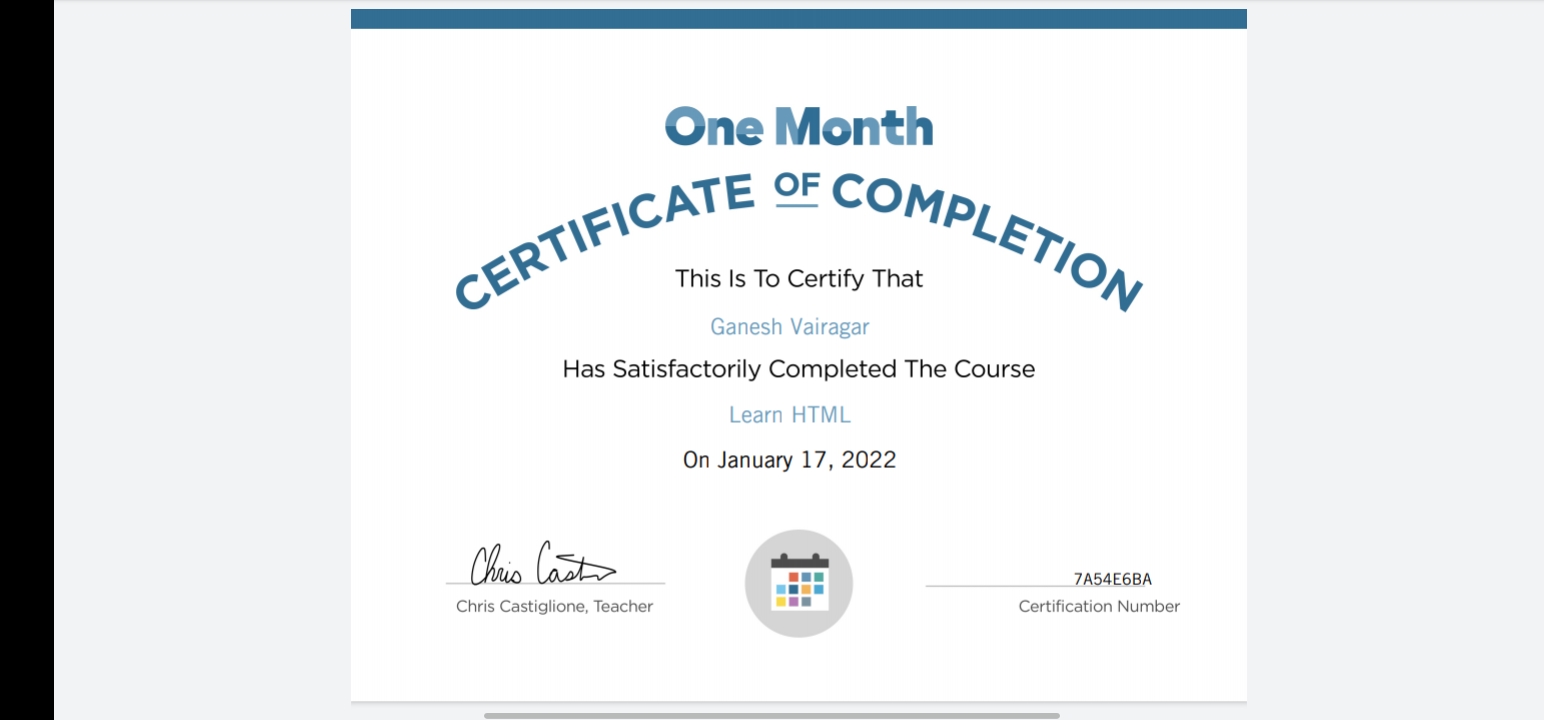 One Month
CERTIFICATE OF COMPLETION
This Is To Certify That
Ganesh Vairagar
Has Satisfactorily Completed The Course
Learn HTML
On January 17, 2022
Chris Cast
7A54E6BA
Chris Castiglione, Teacher
Certification Number